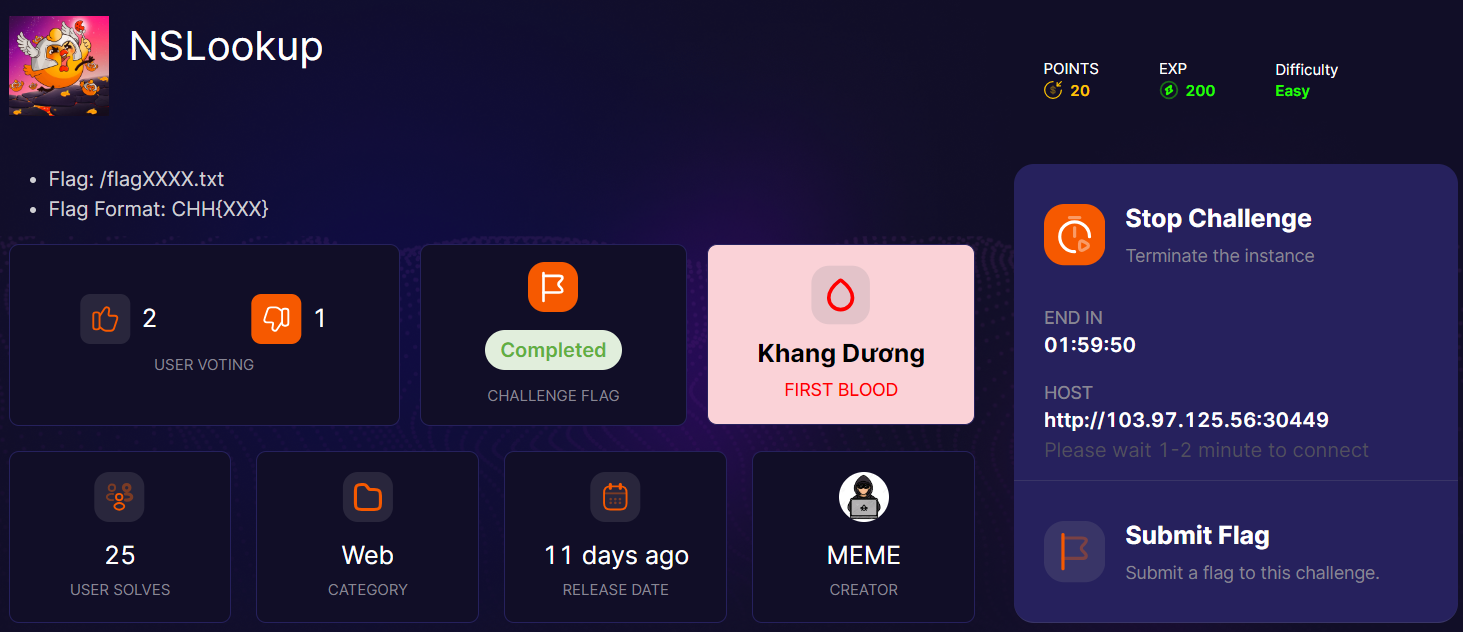 NSLookup
POINTS
20
EXP
200
Difficulty
Easy
Flag: /flagXXXX.txt
Flag Format: CHH{XXX}
2
1
USER VOTING
Completed
CHALLENGE FLAG
Khang Dương
FIRST BLOOD
25
USER SOLVES
Web
CATEGORY
11 days ago
RELEASE DATE
MEME
CREATOR
Stop Challenge
Terminate the instance
END IN
01:59:50
HOST
http://103.97.125.56:30449
Please wait 1-2 minute to connect
Submit Flag
Submit a flag to this challenge.